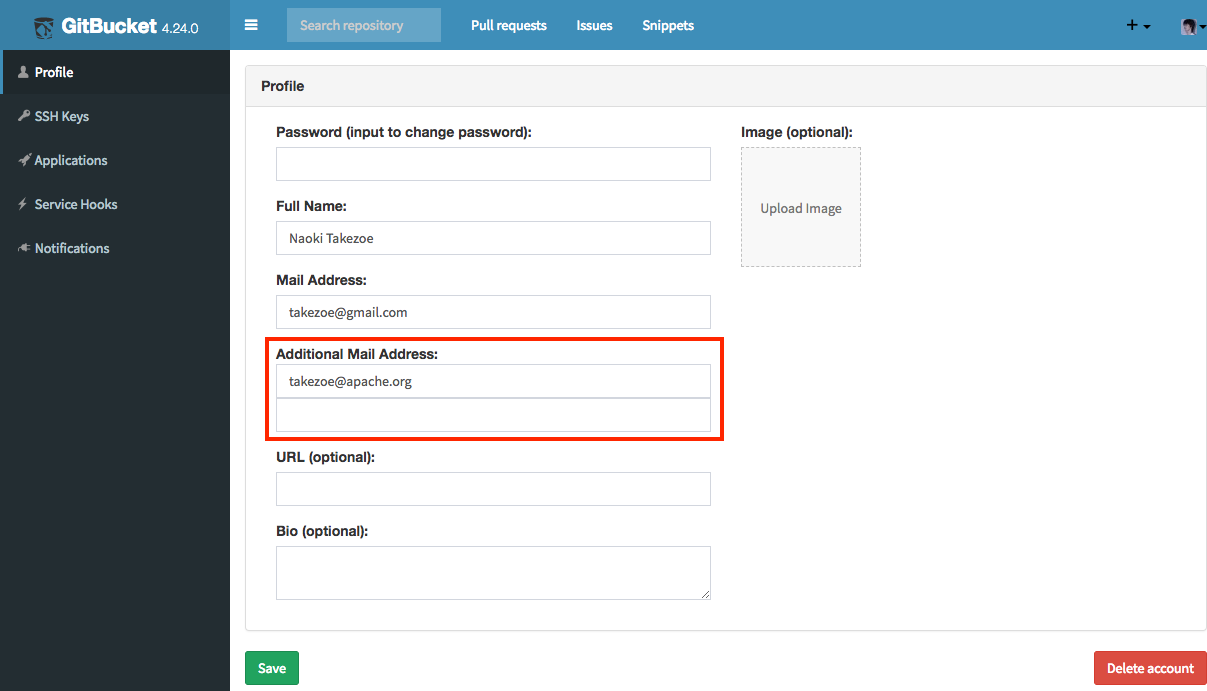 GitBucket 4.24.0
Search repository
Pull requests
Issues
Snippets
Profile
SSH Keys
Applications
Service Hooks
Notifications
Profile
Password (input to change password):
Image (optional):
Upload Image
Full Name:
Naoki Takezoe
Mail Address:
takezoe@gmail.com
Additional Mail Address:
takezoe@apache.org
URL (optional):
Bio (optional):
Save
Delete account